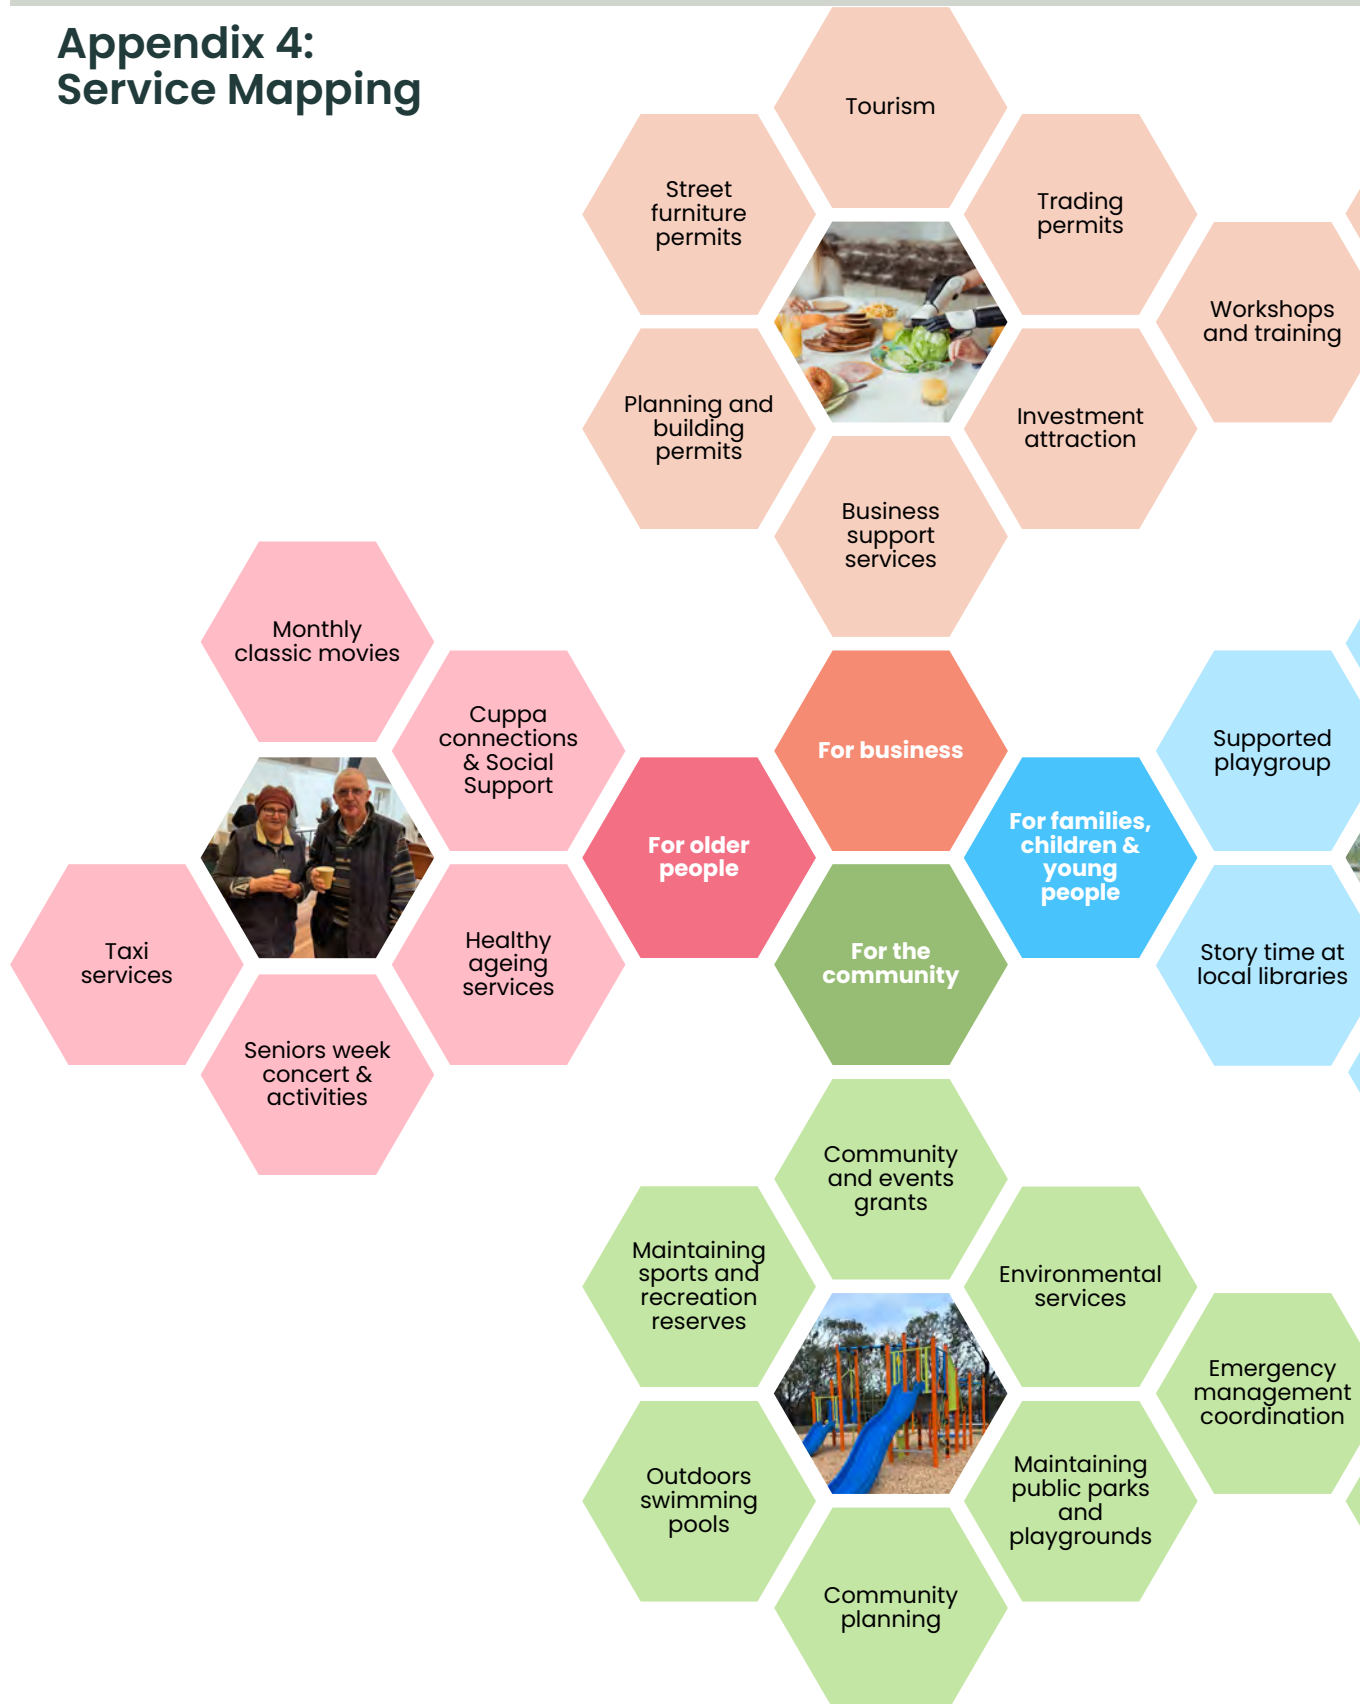 Appendix 4:
Service Mapping
Tourism
Street
furniture
permits
Trading
permits
Workshops
and training
Planning and
building
permits
Investment
attraction
Business
support
services
Monthly
classic movies
Cuppa
connections
& Social
Support
For business
Supported
playgroup
For older
people
For families,
children &
young
people
Taxi
services
Healthy
ageing
services
For the
community
Story time at
local libraries
Seniors week
concert &
activities
Community
and events
grants
Maintaining
sports and
recreation
reserves
Environmental
services
Emergency
management
coordination
Outdoors
swimming
pools
Maintaining
public parks
and
playgrounds
Community
planning